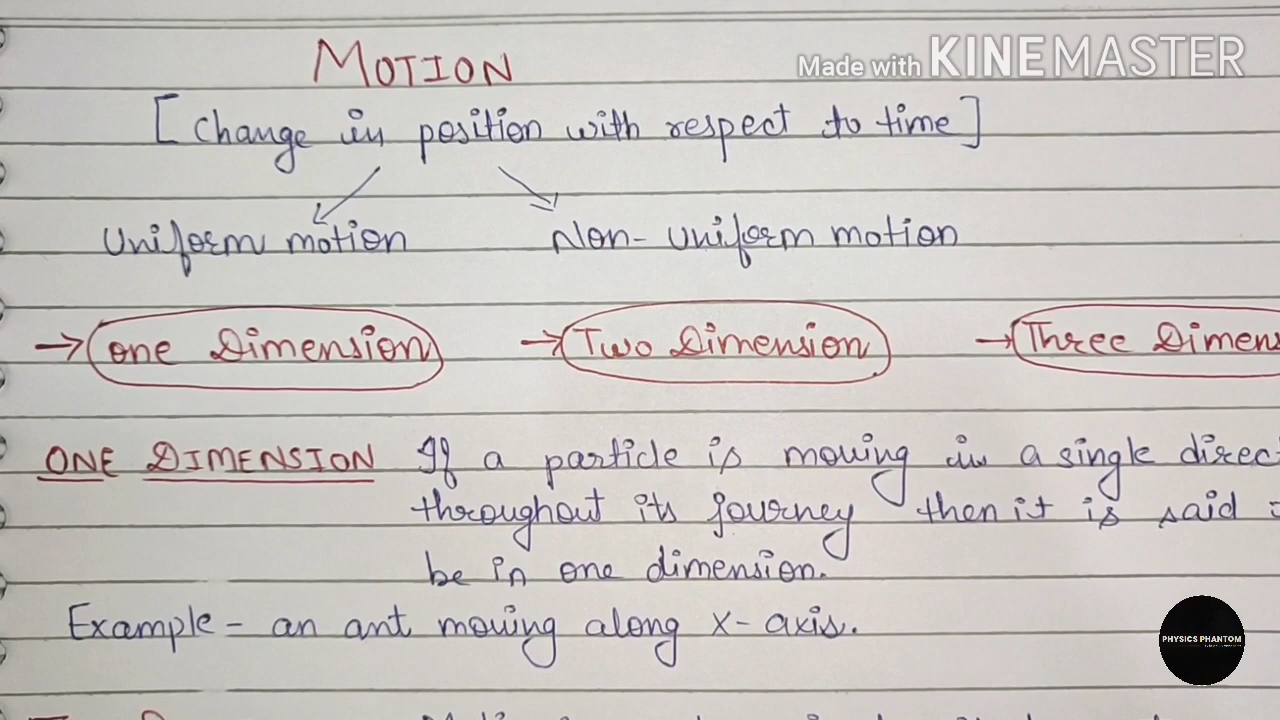 MOTION
Made with KINEMASTER
[Change in position with respect to time]
Uniform motion Non-Uniform motion
→ One Dimension → Two Dimension → Three Dimens
ONE DIMENSION If a particle is moving in a single direc
throughout its journey then it is said
be in one dimension.
Example - an ant moving along x-axis.
PHYSICS PHANTOM